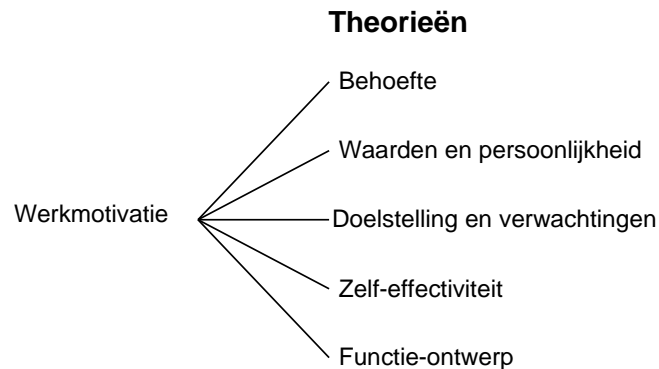 Theorieën
Behoefte
Waarden en persoonlijkheid
Werkmotivatie
Doelstelling en verwachtingen
Zelf-effectiviteit
Functie-ontwerp